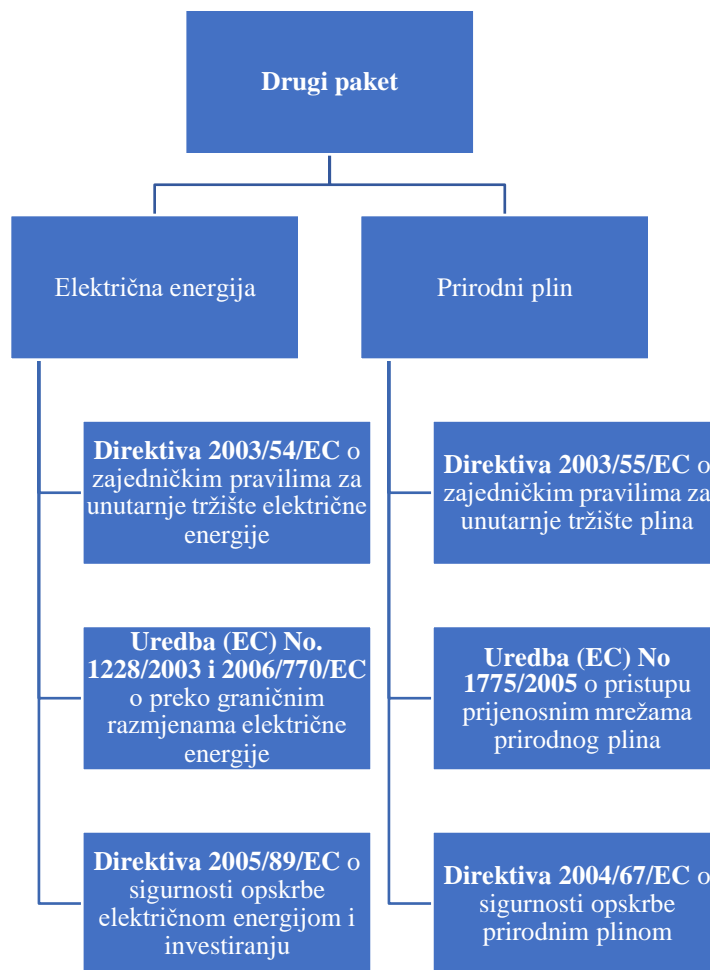 Drugi paket
Električna energija
Prirodni plin
Direktiva 2003/54/EC o
zajedničkim pravilima za
unutarnje tržište električne
energije
Direktiva 2003/55/EC o
zajedničkim pravilima za
unutarnje tržište plina
Uredba (EC) No.
1228/2003 i 2006/770/EC
o preko graničnim
razmjenama električne
energije
Uredba (EC) No
1775/2005 o pristupu
prijenosnim mrežama
prirodnog plina
Direktiva 2005/89/EC o
sigurnosti opskrbe
električnom energijom i
investiranju
Direktiva 2004/67/EC o
sigurnosti opskrbe
prirodnim plinom